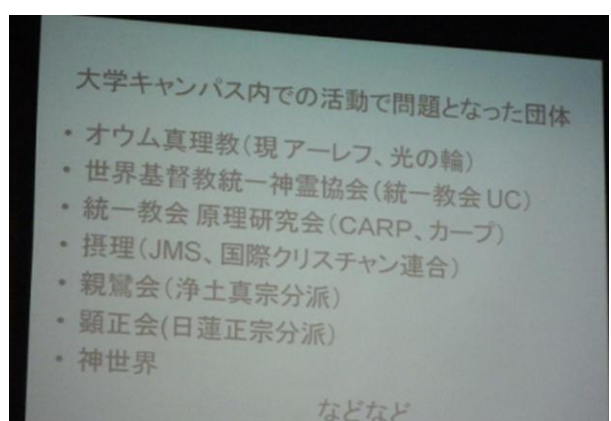 大学キャンパス内での活動で問題となった団体
• オウム真理教(現 アーレフ、光の輪)
• 世界基督教統一神霊協会(統一教会 UC)
• 統一教会 原理研究会(CARP、カープ)
• 摂理(JMS、国際クリスチャン連合)
• 親鸞会(浄土真宗分派)
• 顕正会(日蓮正宗分派)
• 神世界
などなど